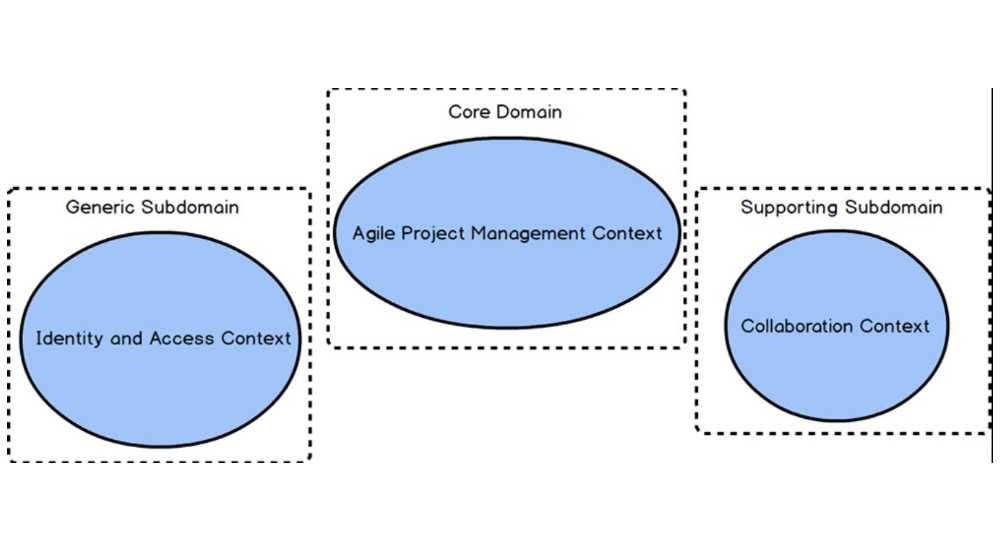 Core Domain
Agile Project Management Context
Generic Subdomain
Identity and Access Context
Supporting Subdomain
Collaboration Context